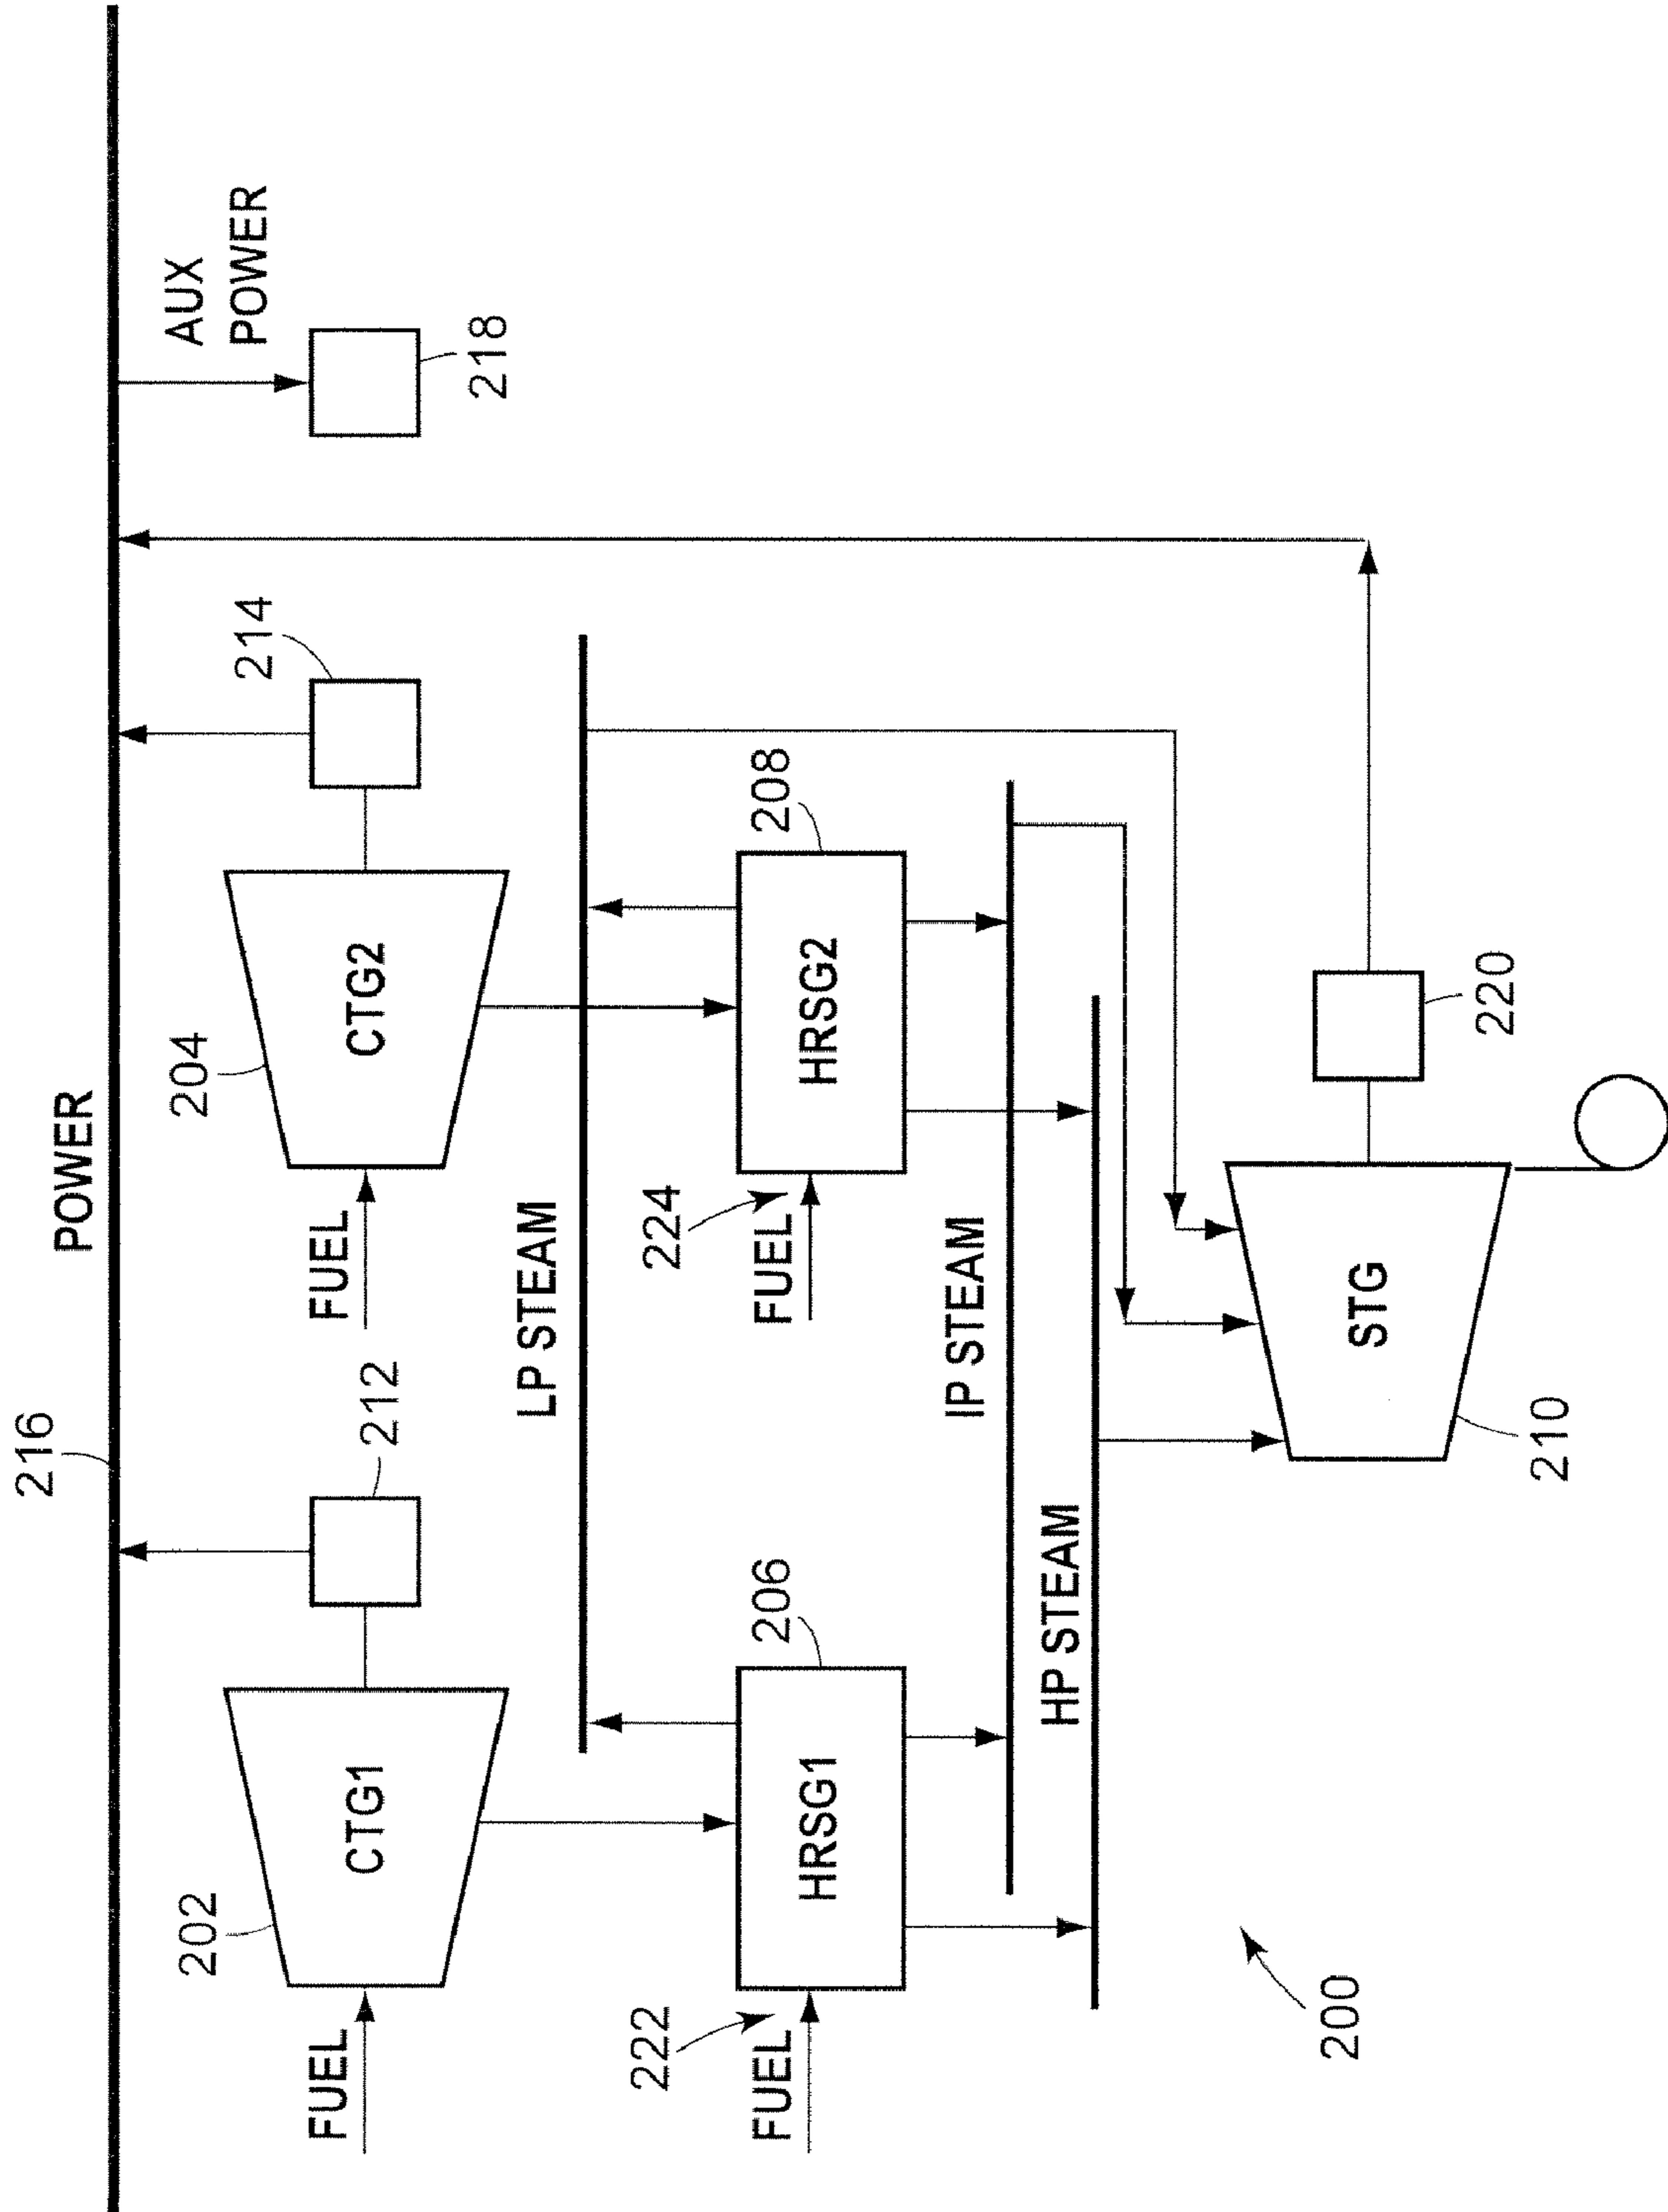 216
POWER
AUX
POWER
202
CTG1
FUEL
212
204
CTG2
FUEL
214
218
LP STEAM
222
FUEL
HRSG1
206
224
FUEL
HRSG2
208
IP STEAM
HP STEAM
200
STG
210
220